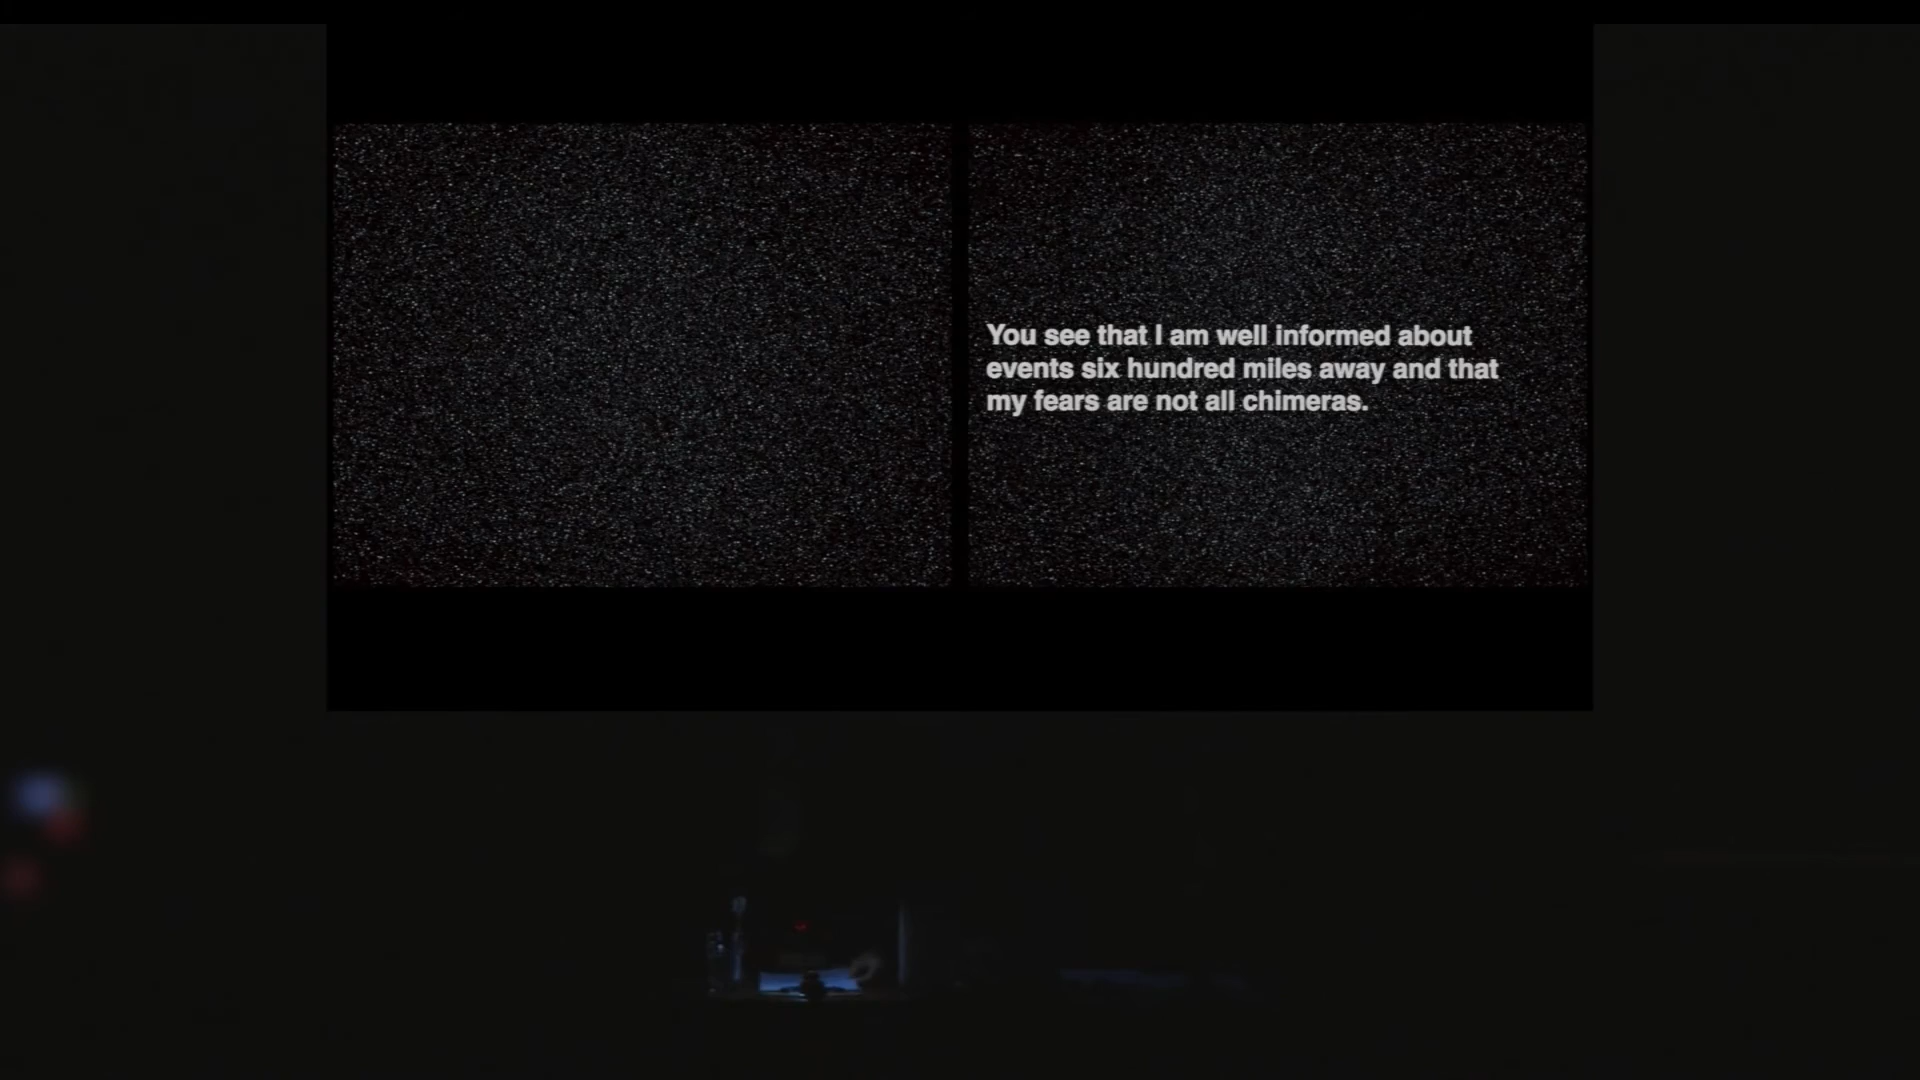 You see that I am well informed about
events six hundred miles away and that
my fears are not all chimeras.